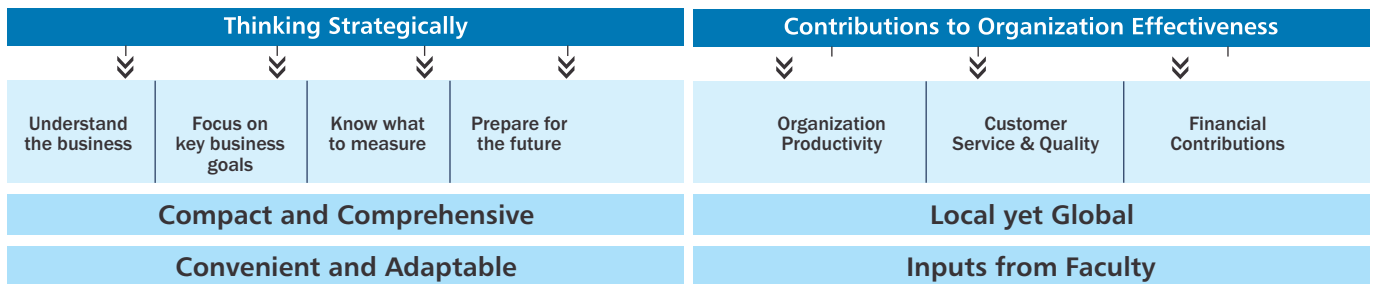 Thinking Strategically
Understand
the business
Focus on
key business
goals
Know what
to measure
Prepare for
the future
Compact and Comprehensive
Convenient and Adaptable
Contributions to Organization Effectiveness
Organization
Productivity
Customer
Service & Quality
Financial
Contributions
Local yet Global
Inputs from Faculty